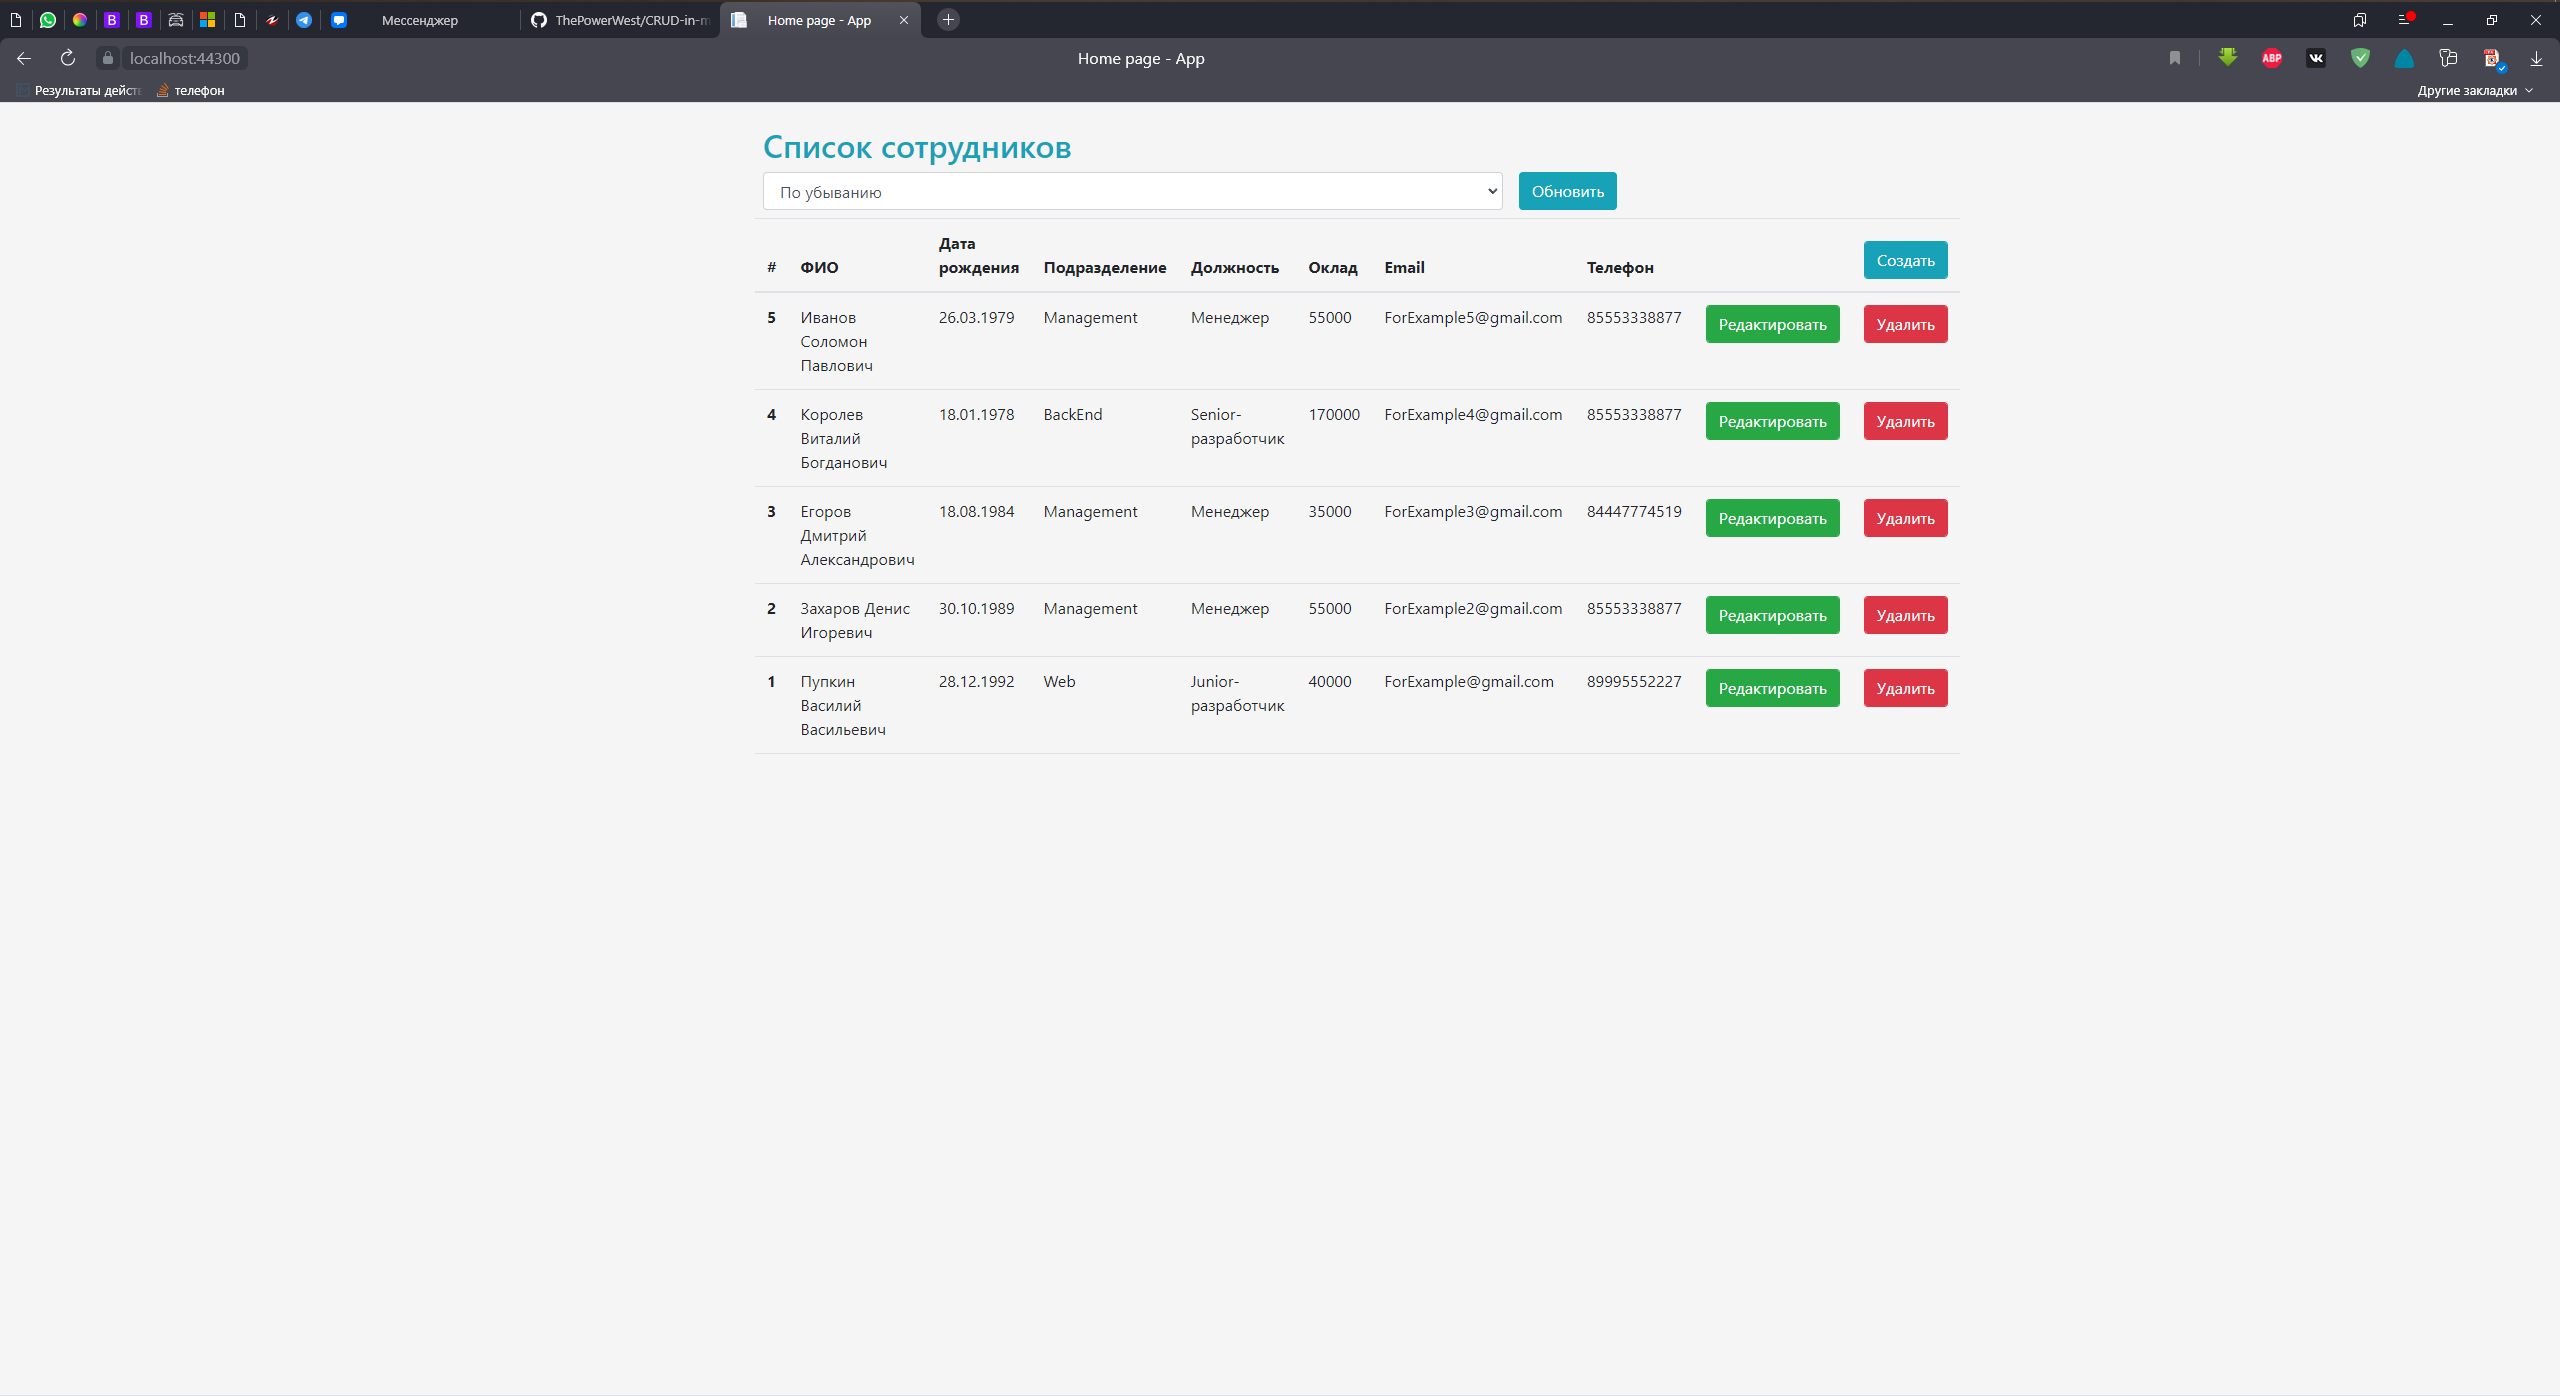 Мессенджер
ThePowerWest/CRUD-in-m
Home page - App
localhost:44300
Home page - App
ABP
Результаты дейст
телефон
Другие закладки
Список сотрудников
По убыванию
Обновить
# ФИО Дата рождения Подразделение Должность Оклад Email Телефон Создать
5 Иванов Соломон Павлович 26.03.1979 Management Менеджер 55000 ForExample5@gmail.com 85553338877 Редактировать Удалить
4 Королев Виталий Богданович 18.01.1978 BackEnd Senior-разработчик 170000 ForExample4@gmail.com 85553338877 Редактировать Удалить
3 Егоров Дмитрий Александрович 18.08.1984 Management Менеджер 35000 ForExample3@gmail.com 84447774519 Редактировать Удалить
2 Захаров Денис Игоревич 30.10.1989 Management Менеджер 55000 ForExample2@gmail.com 85553338877 Редактировать Удалить
1 Пупкин Василий Васильевич 28.12.1992 Web Junior-разработчик 40000 ForExample@gmail.com 89995552227 Редактировать Удалить